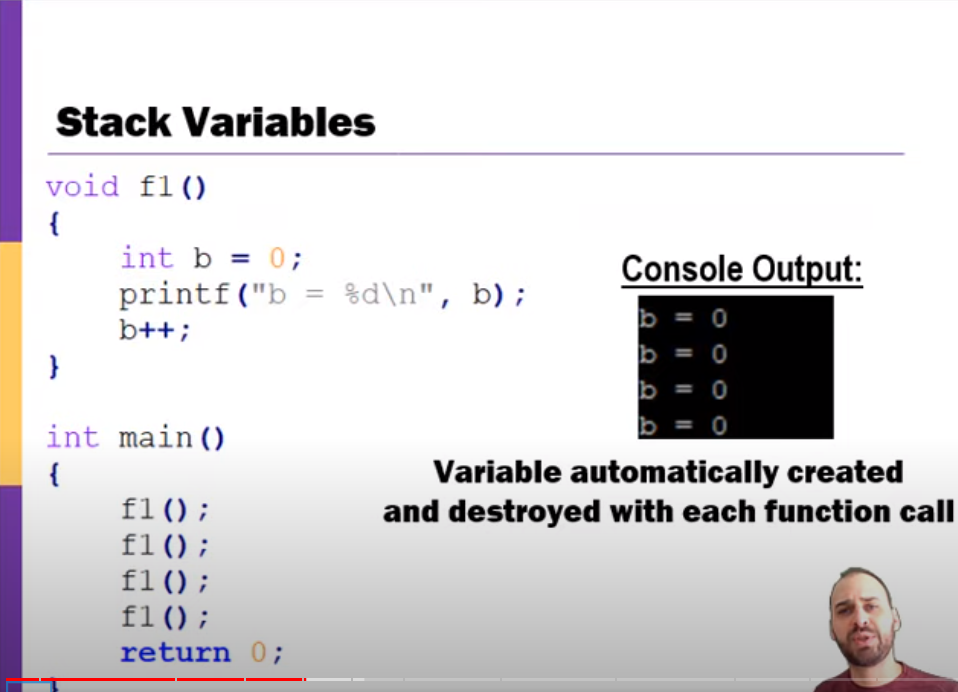 Stack Variables
void f1()
{
int b = 0;
printf("b = %d\n", b);
b++;
}
int main()
{
f1();
f1();
f1();
f1();
return 0;
}
Console Output:
b = 0
b = 0
b = 0
b = 0
Variable automatically created
and destroyed with each function call